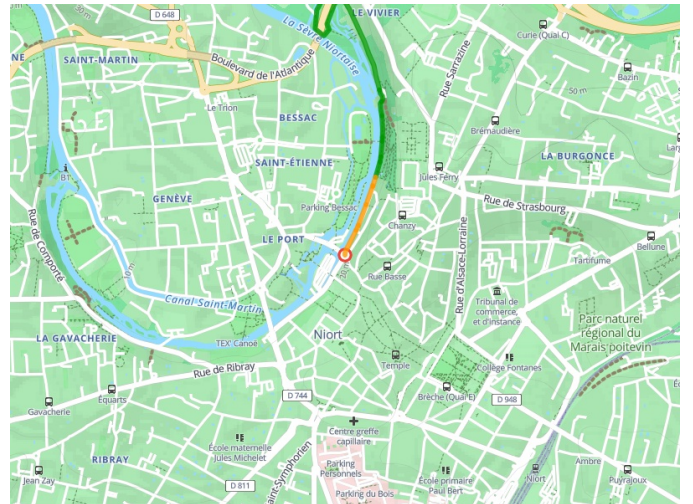 D 648
LE VIVIER
La Sèvre Niortaise
Curie (Quai C)
SAINT-MARTIN
Boulevard de l'Atlantique
Rue Sarrazine
Bazin
50 m
Le Trion
BESSAC
Brémaudière
LA BURGONCE
SAINT-ÉTIENNE
Jules Ferry
B1
GENÈVE
Parking Bessac
Rue de Strasbourg
Rue de Comporté
Chanzy
LE PORT
Rue d'Alsace-Lorraine
Bellune
Tartifume
Rue Basse
Canal Saint-Martin
Tribunal de
commerce,
et d'instance
Parc naturel
régional du
Marais poitevin
Niort
LA GAVACHERIE
TEX' Canoë
Temple
Collège Fontanes
Rue de Ribray
Équarts
D 744
Brèche (Quai E)
D 948
Gavacherie
Centre greffe
capillaire
École maternelle
Jules Michelet
RIBRAY
Parking
Personnels
Ambre
Jean Zay
D 811
École primaire
Paul Bert
Niort
Puyrajoux
Parking du Bois